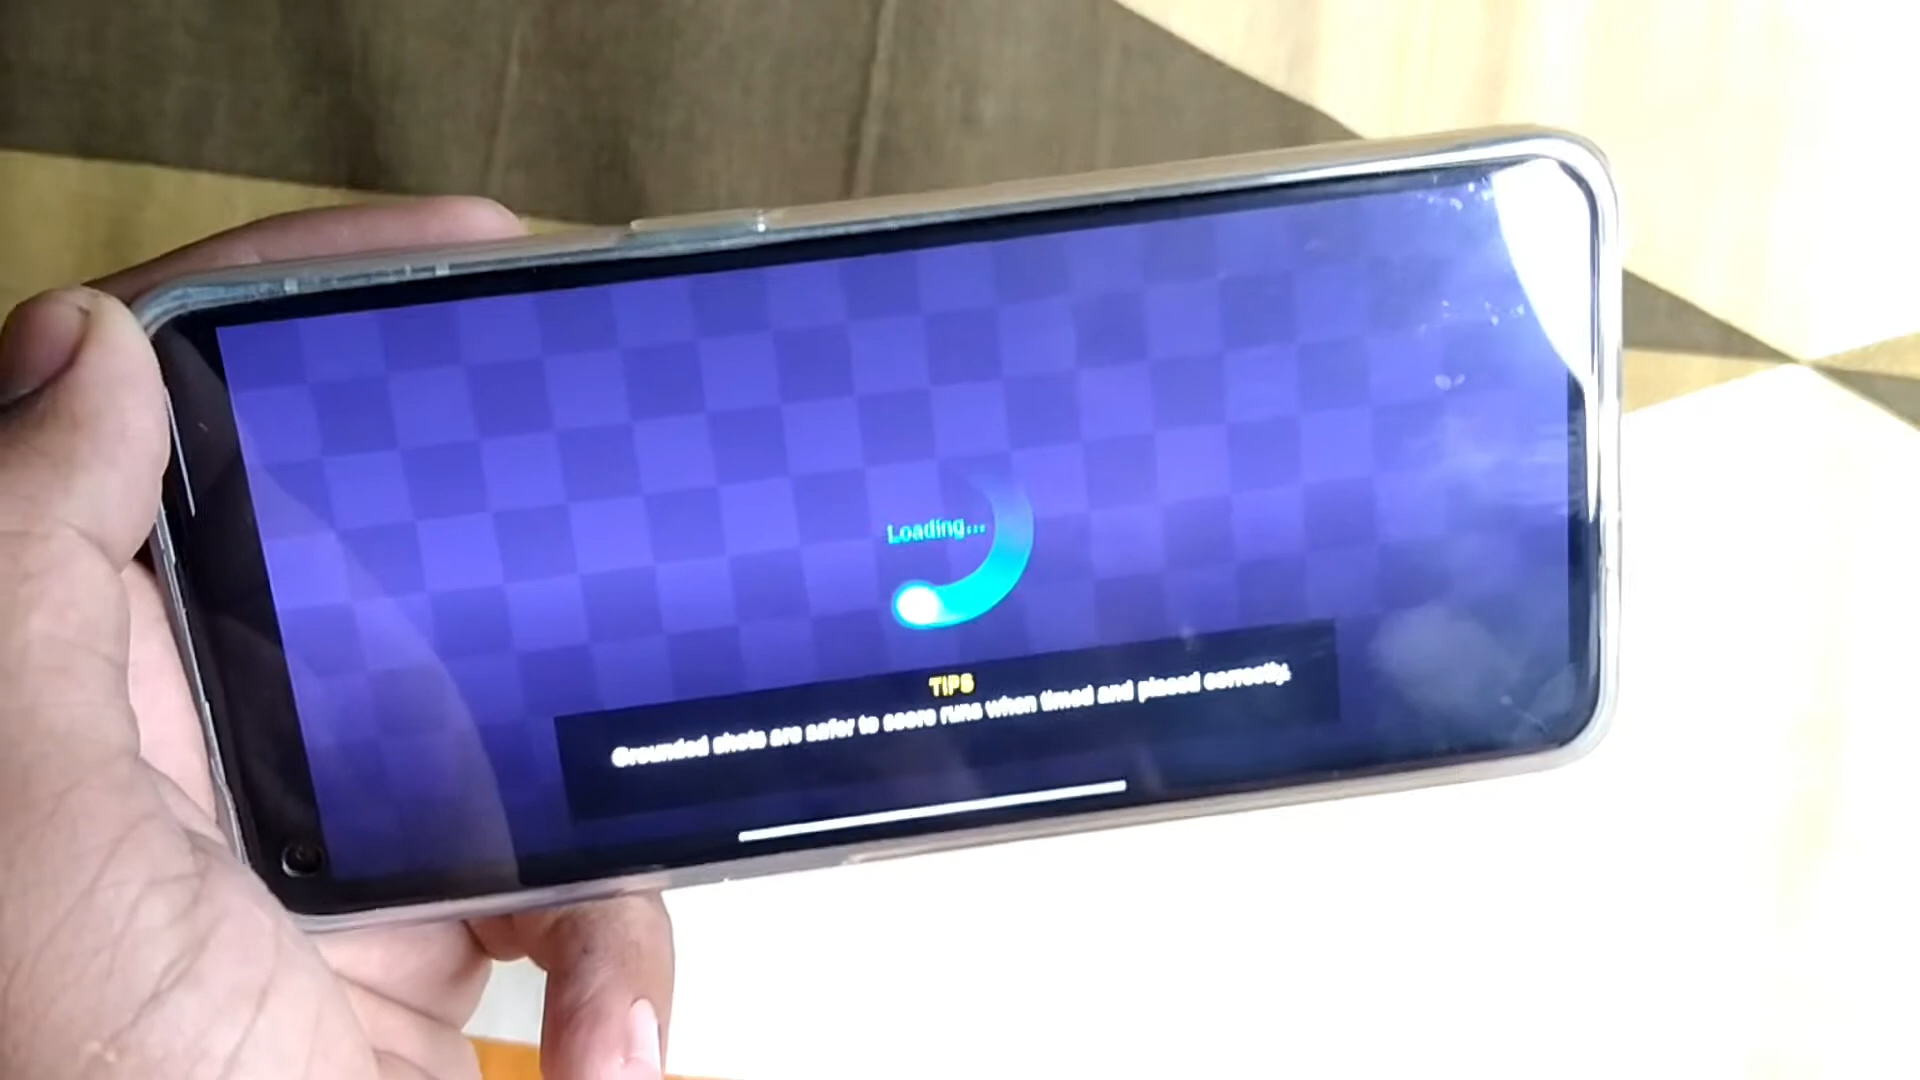 Loading...
TIPS
Grounded shots are safer to score runs when timed and placed correctly.